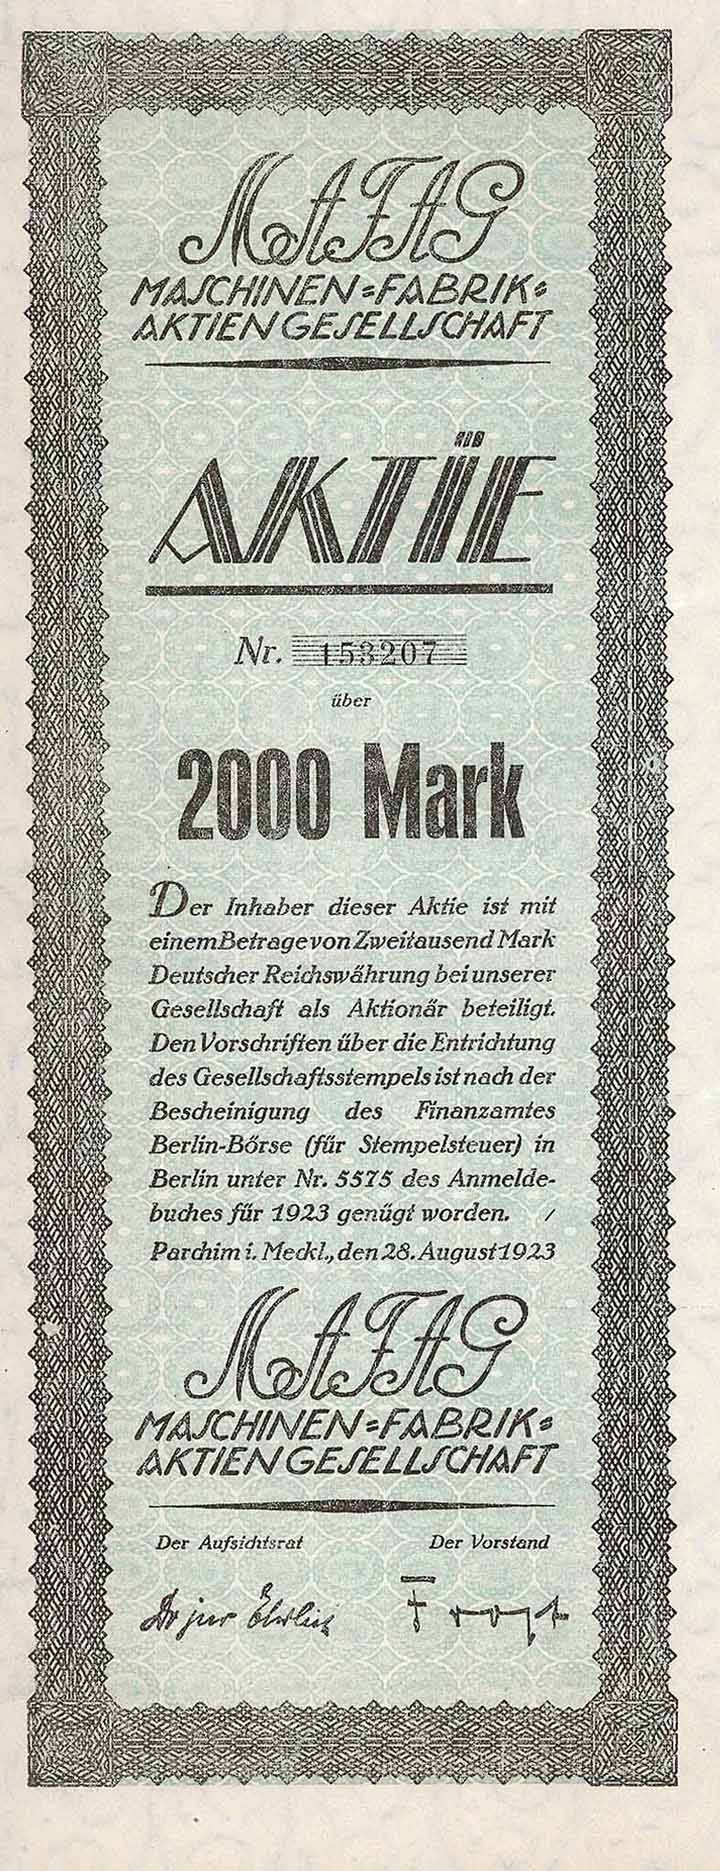 MAFAG
MASCHINEN=FABRIK=
AKTIENGESELLSCHAFT
AKTIE
Nr. 153207
über
2000 Mark
Der Inhaber dieser Aktie ist mit
einem Betrage von Zweitausend Mark
Deutscher Reichswährung bei unserer
Gesellschaft als Aktionär beteiligt.
Den Vorschriften über die Entrichtung
des Gesellschaftsstempels ist nach der
Bescheinigung des Finanzamtes
Berlin-Börse (für Stempelsteuer) in
Berlin unter Nr. 5575 des Anmelde-
buches für 1923 genügt worden. /
Parchim i. Meckl., den 28. August 1923
MAFAG
MASCHINEN=FABRIK=
AKTIENGESELLSCHAFT
Der Aufsichtsrat Der Vorstand
Dr jur Ehrlich